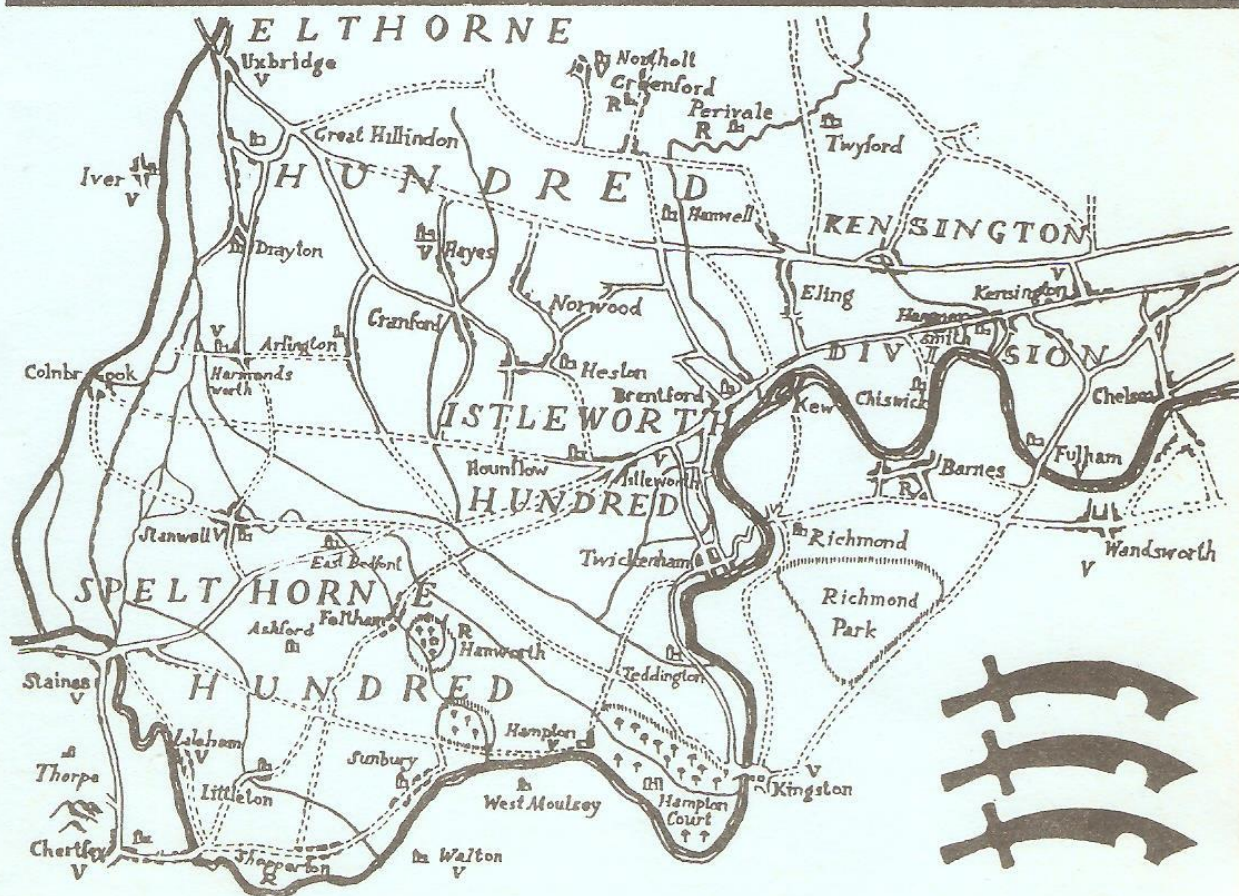 ELTHORNE
Uxbridge
V
Northolt
V
Greenford
R
Perivale
R
Twyford
Great Hillindon
Iver
V
HUNDRED
Hanwell
KENSINGTON
Drayton
Hayes
V
Eling
V
Kensington
Norwood
Cranford
Hammer
smith
DIVISION
V
Arlington
Harmonds
worth
Heston
Colnbrook
Brentford
Kew
Chiswick
Chelsea
ISTLEWORTH
Hounslow
V
Istleworth
Barnes
R
Fulham
V
HUNDRED
Stanwell V
East Bedfont
Twickenham
V
Richmond
Wandsworth
V
SPELTHORNE
Feltham
Richmond
Park
Ashford
R
Hanworth
Teddington
Staines
V
HUNDRED
Laleham
V
Hampton
V
Thorpe
Sunbury
Littleton
West Moulsey
Hampton
Court
V
Kingston
Chertsey
V
Shepperton
R
Walton
V